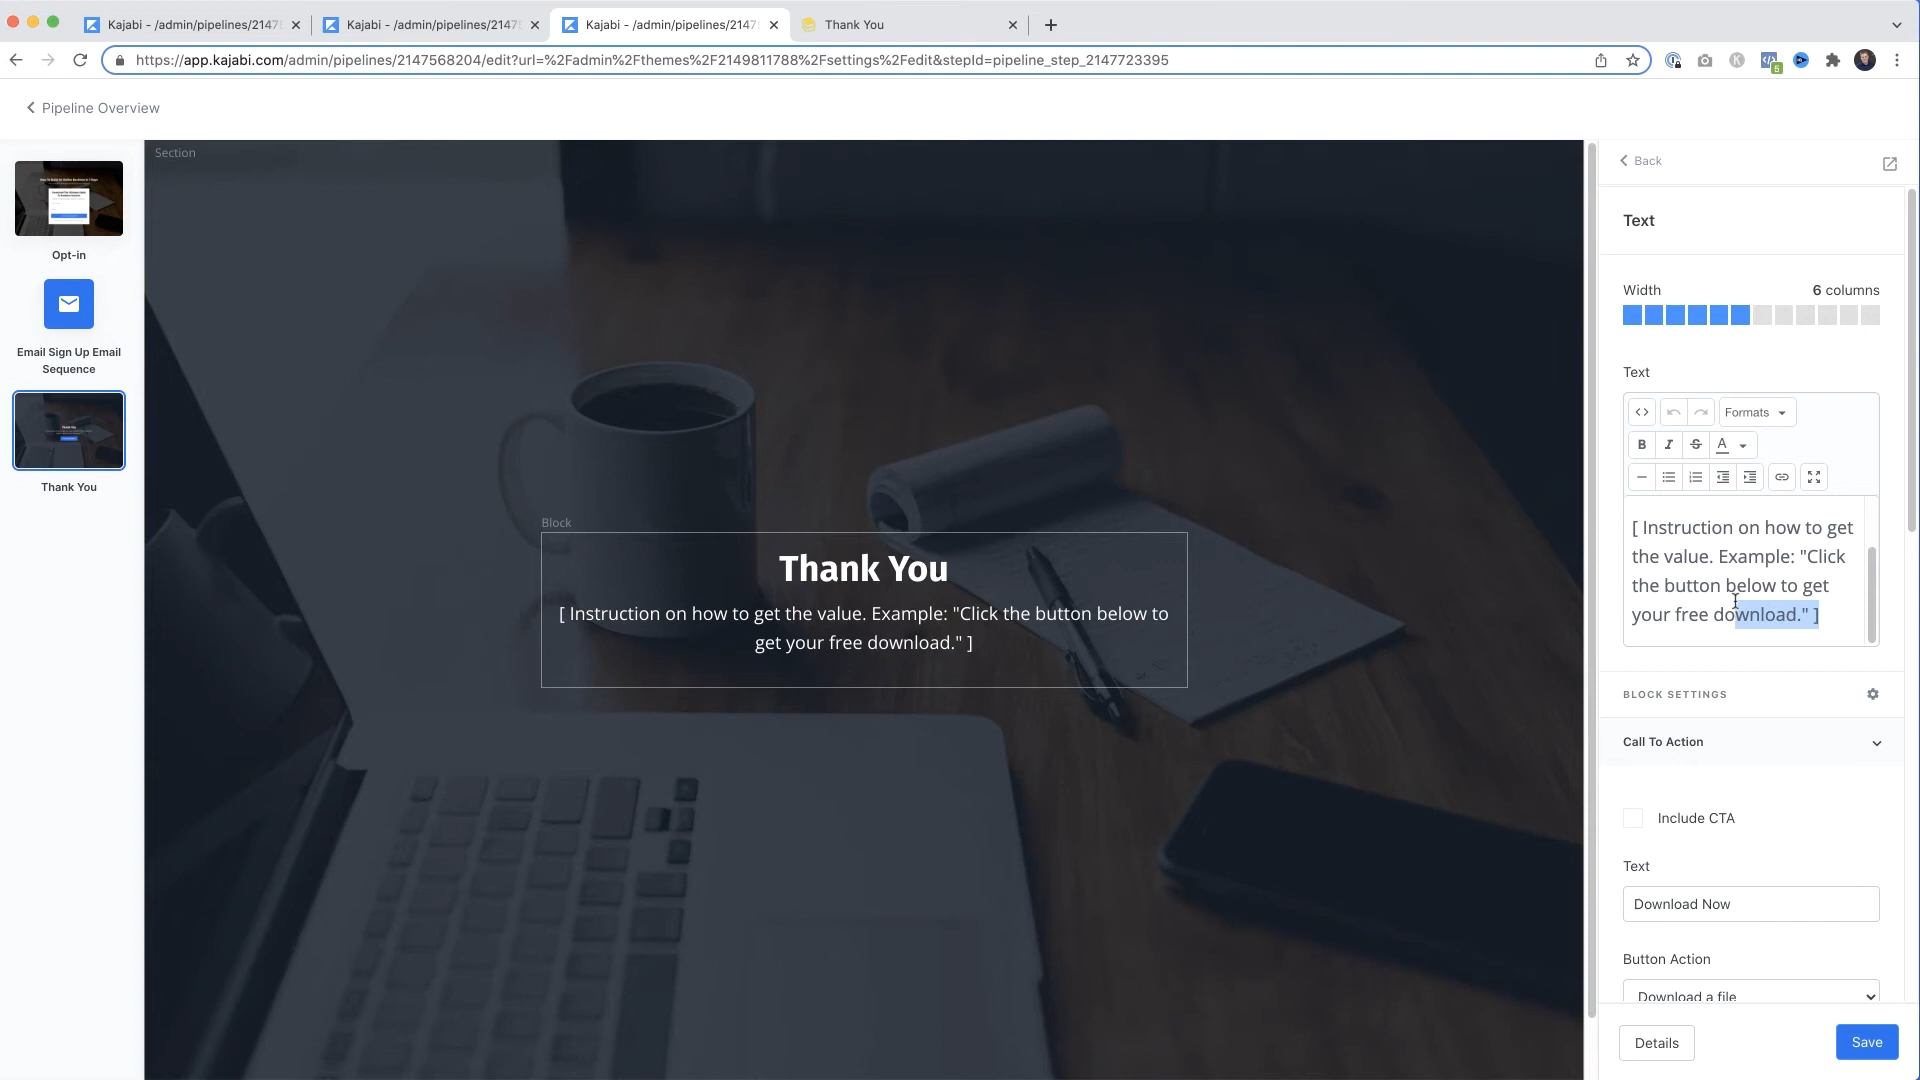 Kajabi - /admin/pipelines/2147
Kajabi - /admin/pipelines/2147
Kajabi - /admin/pipelines/2147
Thank You
https://app.kajabi.com/admin/pipelines/2147568204/edit?url=%2Fadmin%2Fthemes%2F2149811788%2Fsettings%2Fedit&stepId=pipeline_step_2147723395
5
Pipeline Overview
Opt-in
Email Sign Up Email
Sequence
Thank You
Section
Block
Thank You
[ Instruction on how to get the value. Example: "Click the button below to
get your free download." ]
Back
Text
Width
6 columns
Text
Formats
B I S A
[ Instruction on how to get
the value. Example: "Click
the button below to get
your free download." ]
BLOCK SETTINGS
Call To Action
Include CTA
Text
Download Now
Button Action
Download a file
Details
Save